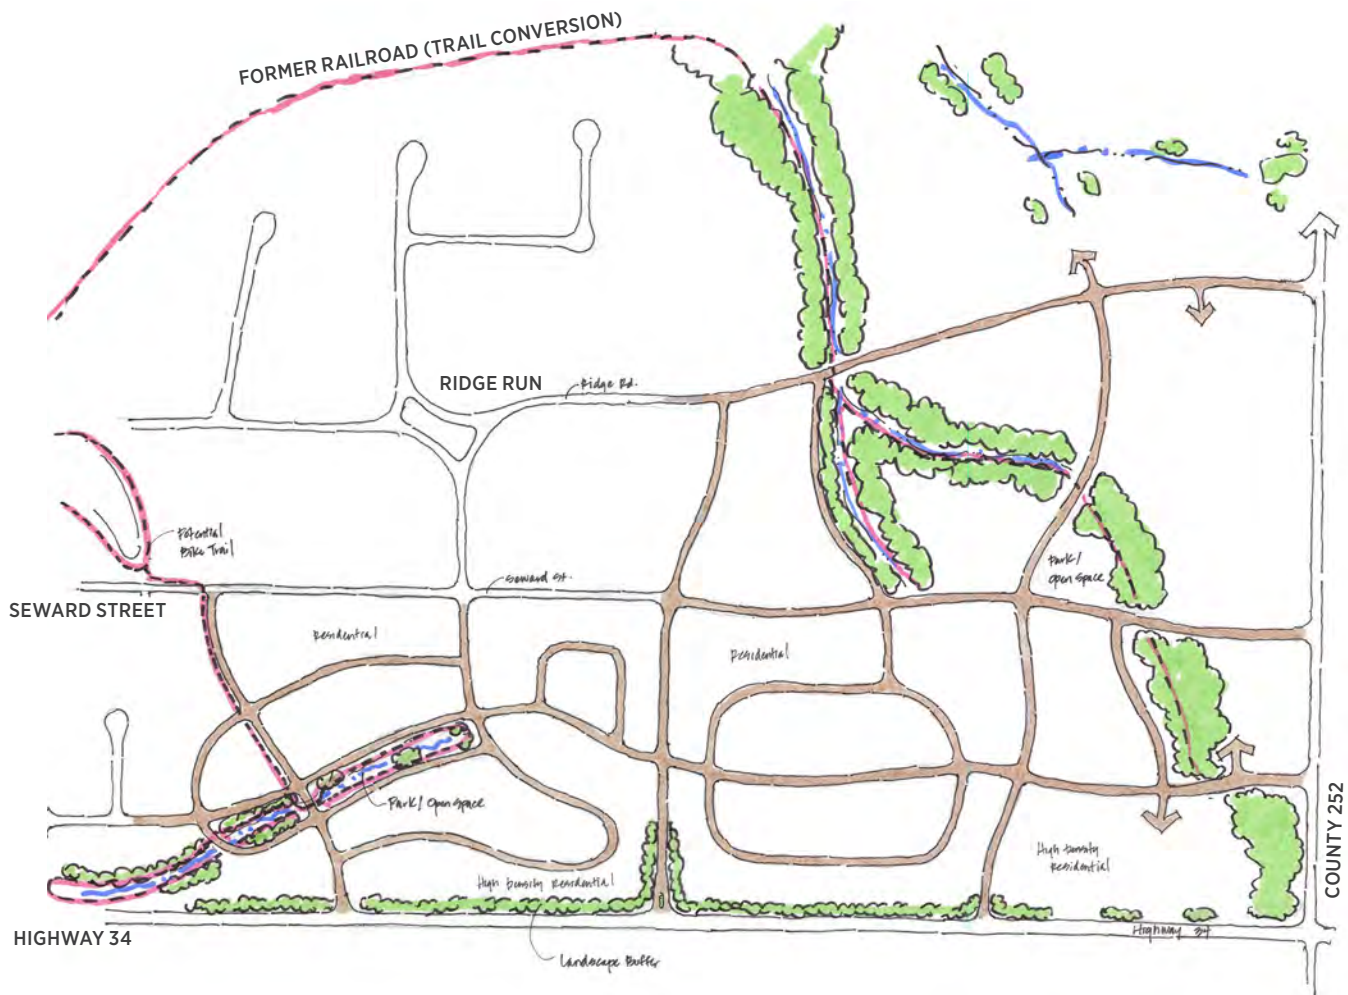 FORMER RAILROAD (TRAIL CONVERSION)
RIDGE RUN
Ridge Rd.
Potential
Bike Trail
Seward St.
SEWARD STREET
Park/
Open Space
Residential
Residential
Park/ Open Space
High Density
Residential
High Density Residential
COUNTY 252
Highway 34
HIGHWAY 34
Landscape Buffer